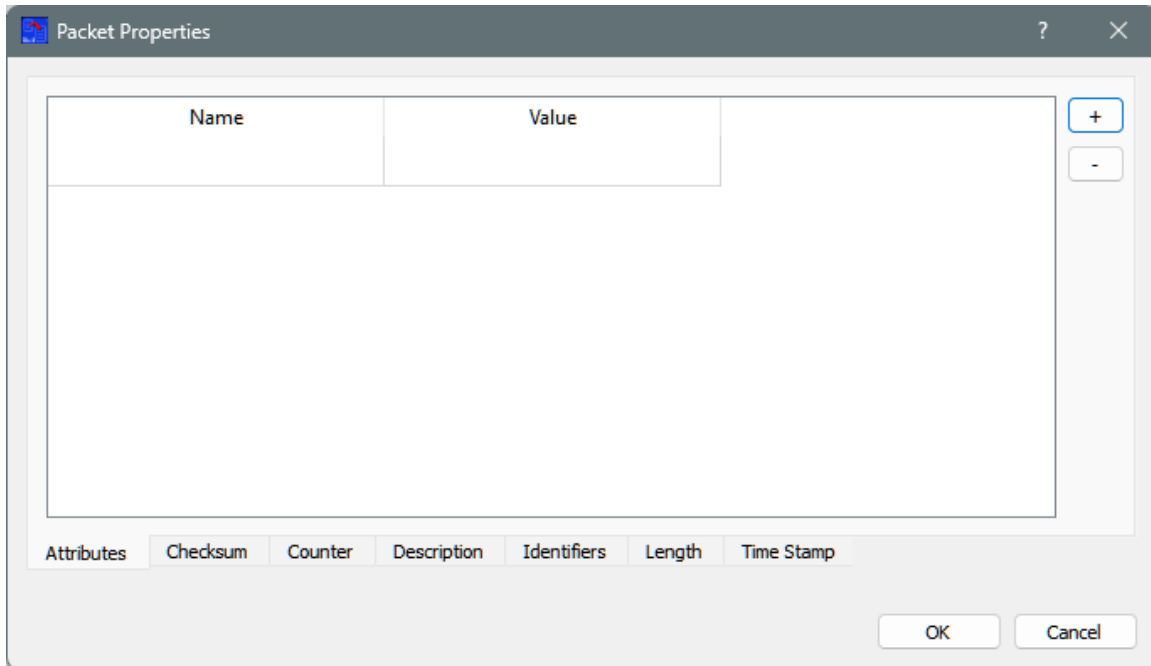 Packet Properties ? ×
Name Value +
-
Attributes Checksum Counter Description Identifiers Length Time Stamp
OK Cancel